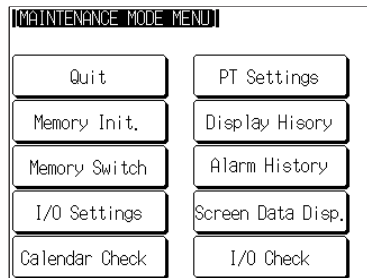 [MAINTENANCE MODE MENU]
Quit
PT Settings
Memory Init.
Display Hisory
Memory Switch
Alarm History
I/O Settings
Screen Data Disp.
Calendar Check
I/O Check